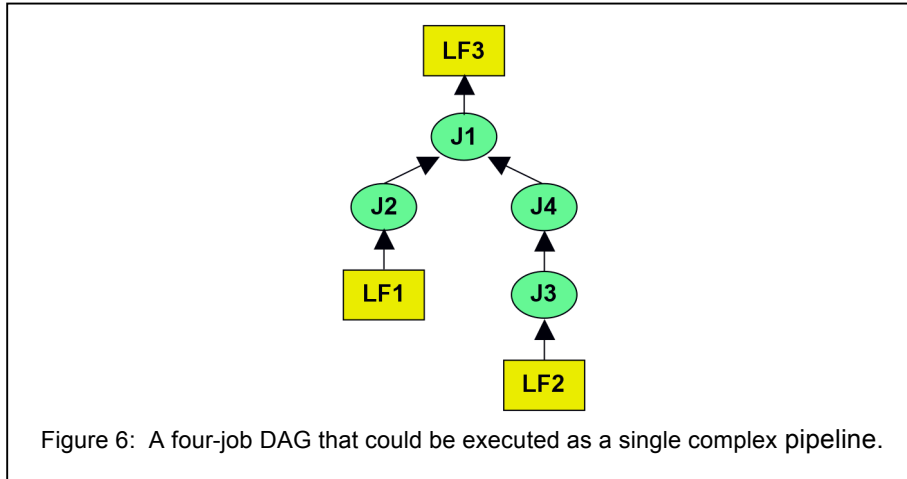 LF3
J1
J2 J4
LF1 J3
LF2
Figure 6: A four-job DAG that could be executed as a single complex pipeline.